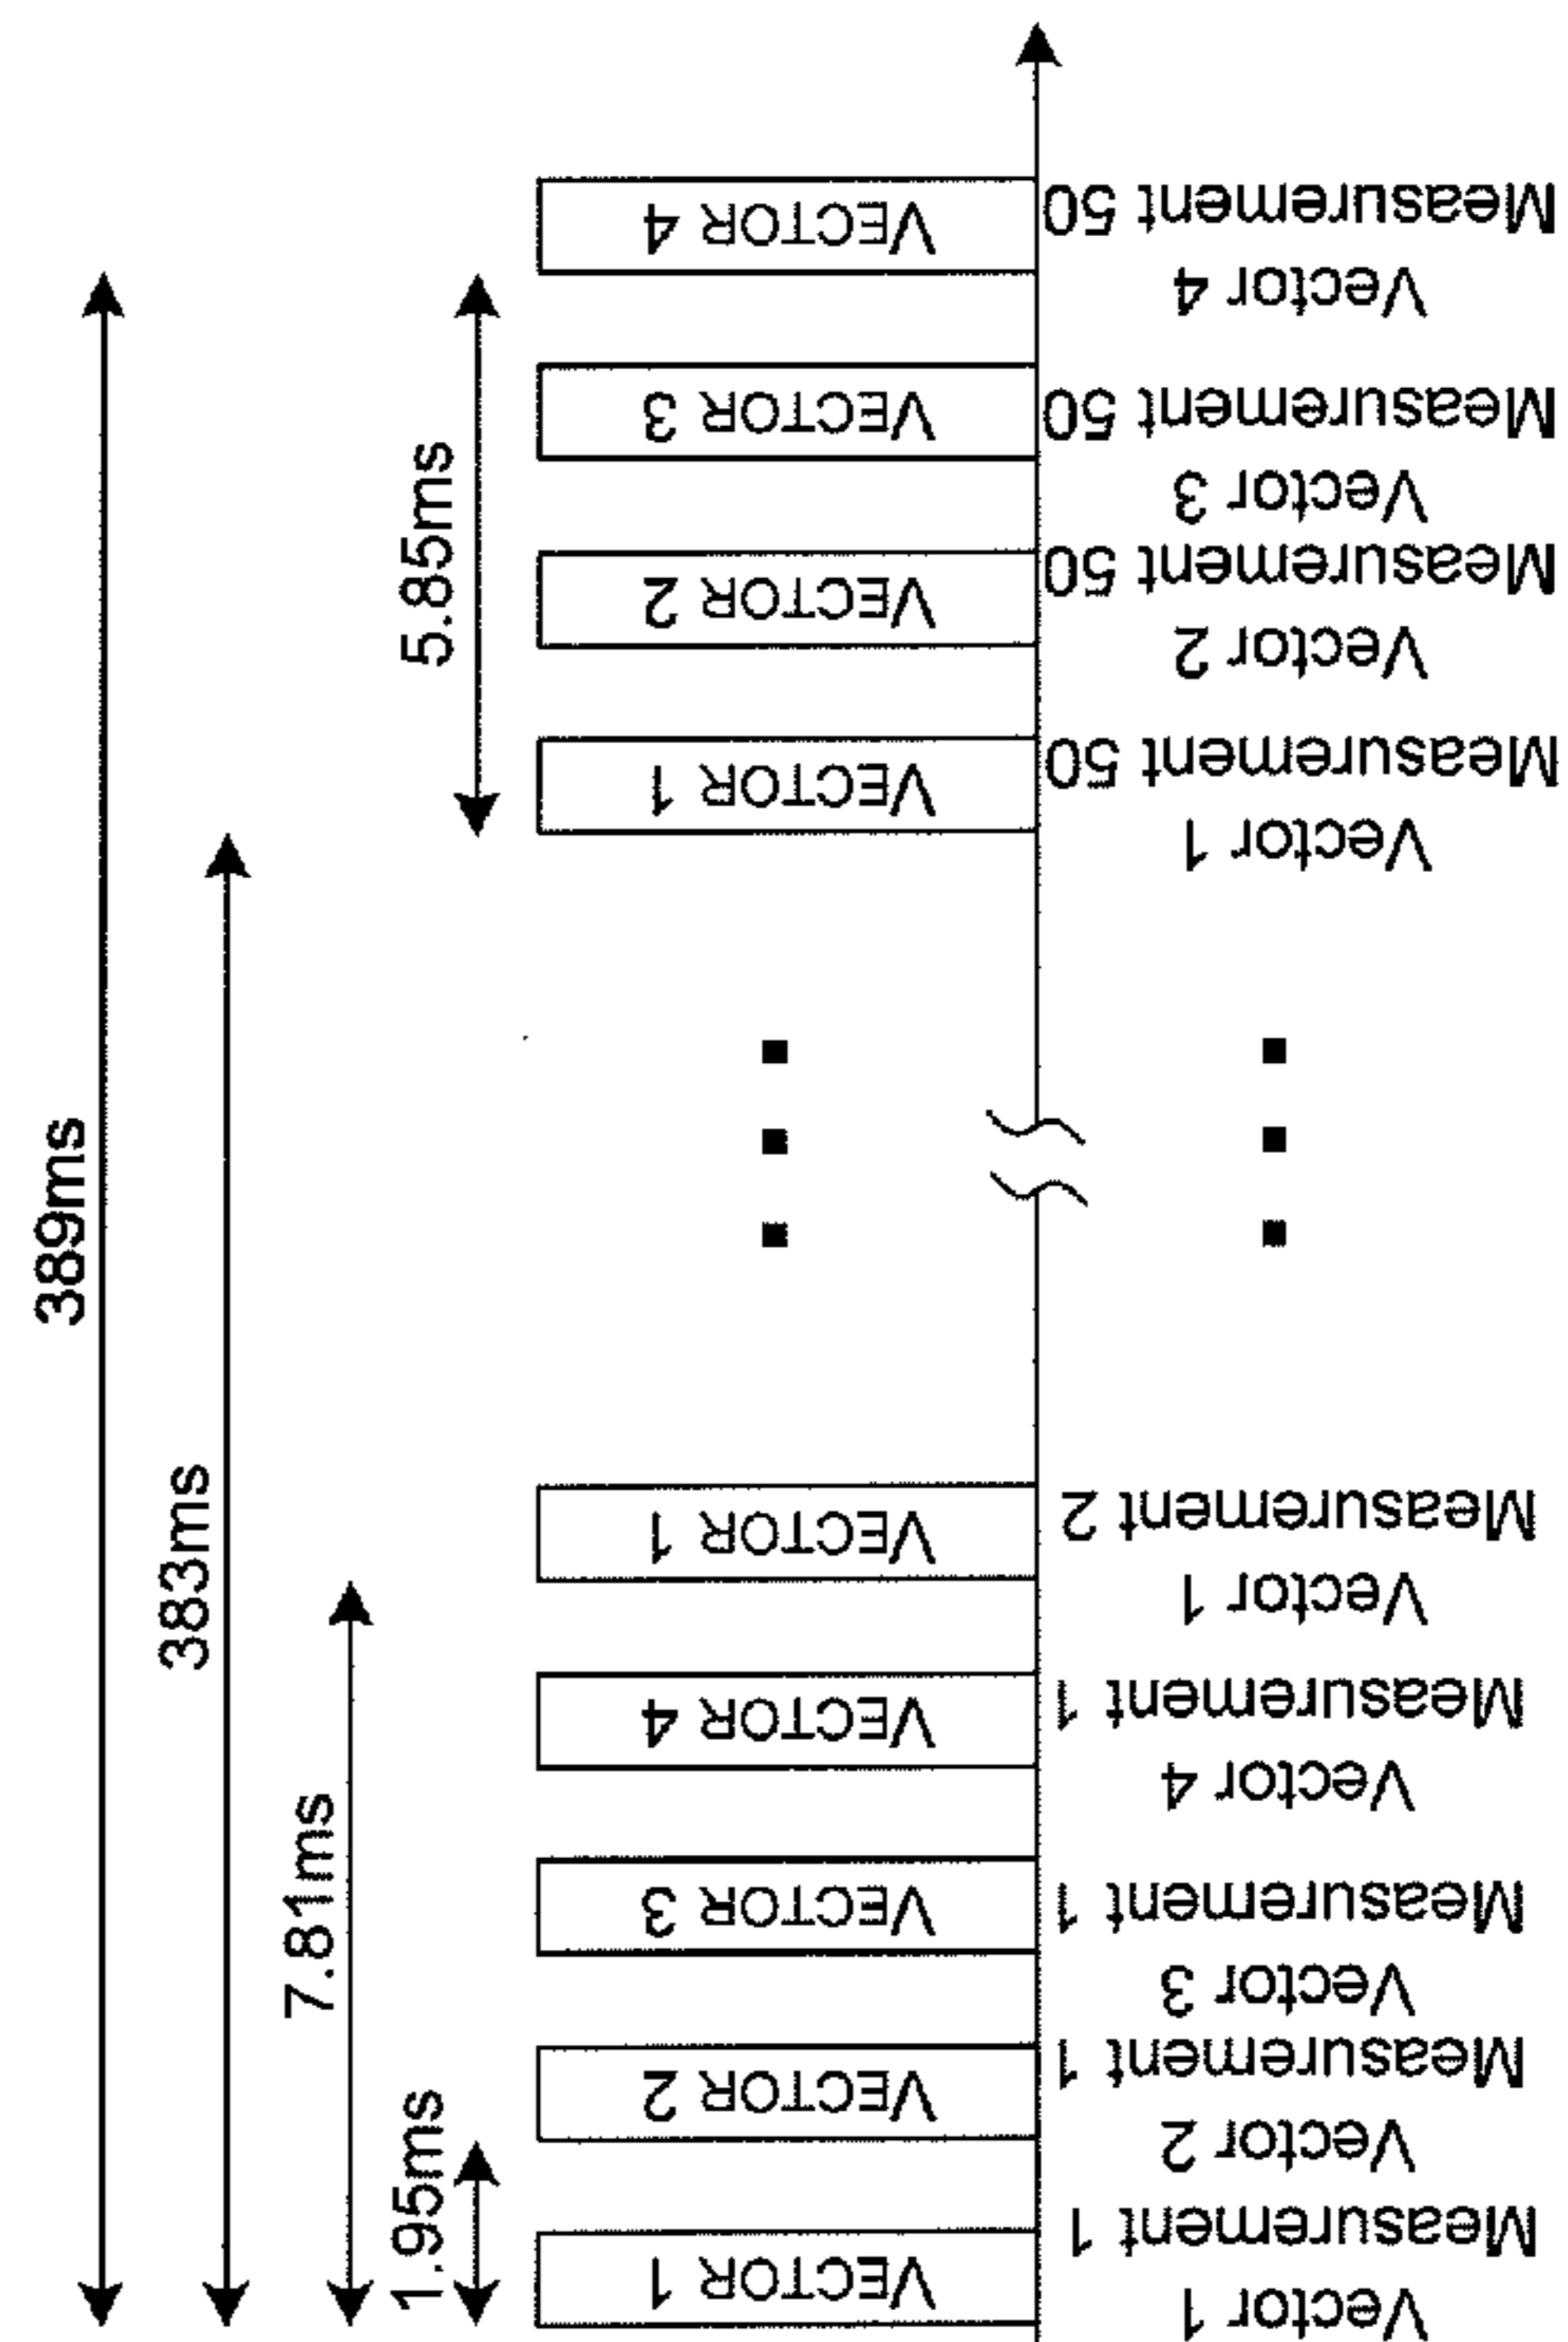 389ms
383ms
7.81ms
1.95ms
5.85ms
VECTOR 1
VECTOR 2
VECTOR 3
VECTOR 4
VECTOR 1
VECTOR 1
VECTOR 2
VECTOR 3
VECTOR 4
Vector 1
Measurement 1
Vector 2
Measurement 1
Vector 3
Measurement 1
Vector 4
Measurement 1
Vector 1
Measurement 2
Vector 1
Measurement 50
Vector 2
Measurement 50
Vector 3
Measurement 50
Vector 4
Measurement 50